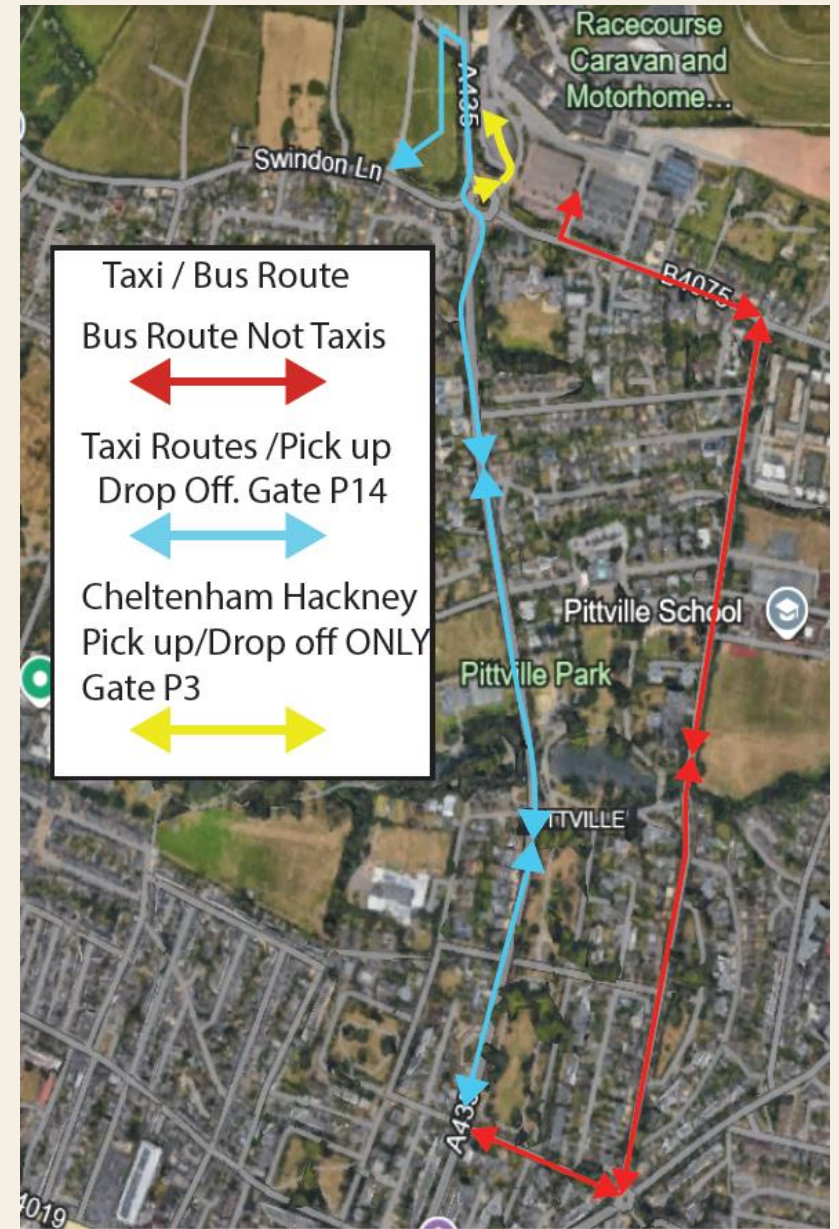 Racecourse
Caravan and
Motorhome...
A435
Swindon Ln
B4075
Taxi / Bus Route
Bus Route Not Taxis
Taxi Routes /Pick up
Drop Off. Gate P14
Cheltenham Hackney
Pick up/Drop off ONLY
Gate P3
Pittville School
Pittville Park
ITTVILLE
A435
4019